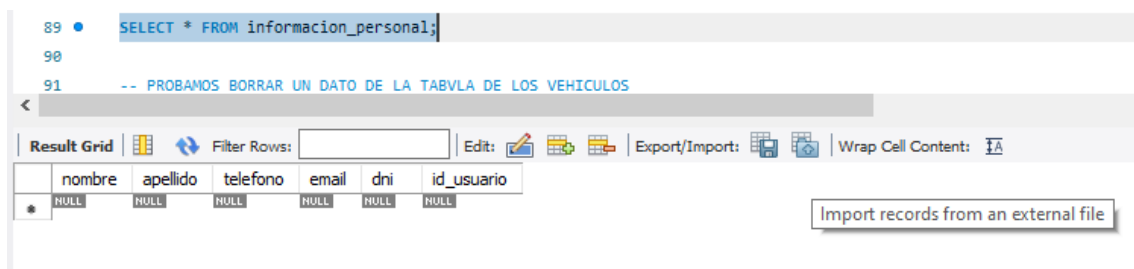 89 SELECT * FROM informacion_personal;
90
91 -- PROBAMOS BORRAR UN DATO DE LA TABVLA DE LOS VEHICULOS
Result Grid Filter Rows: Edit: Export/Import: Wrap Cell Content: IA
nombre apellido telefono email dni id_usuario
NULL NULL NULL NULL NULL NULL
Import records from an external file